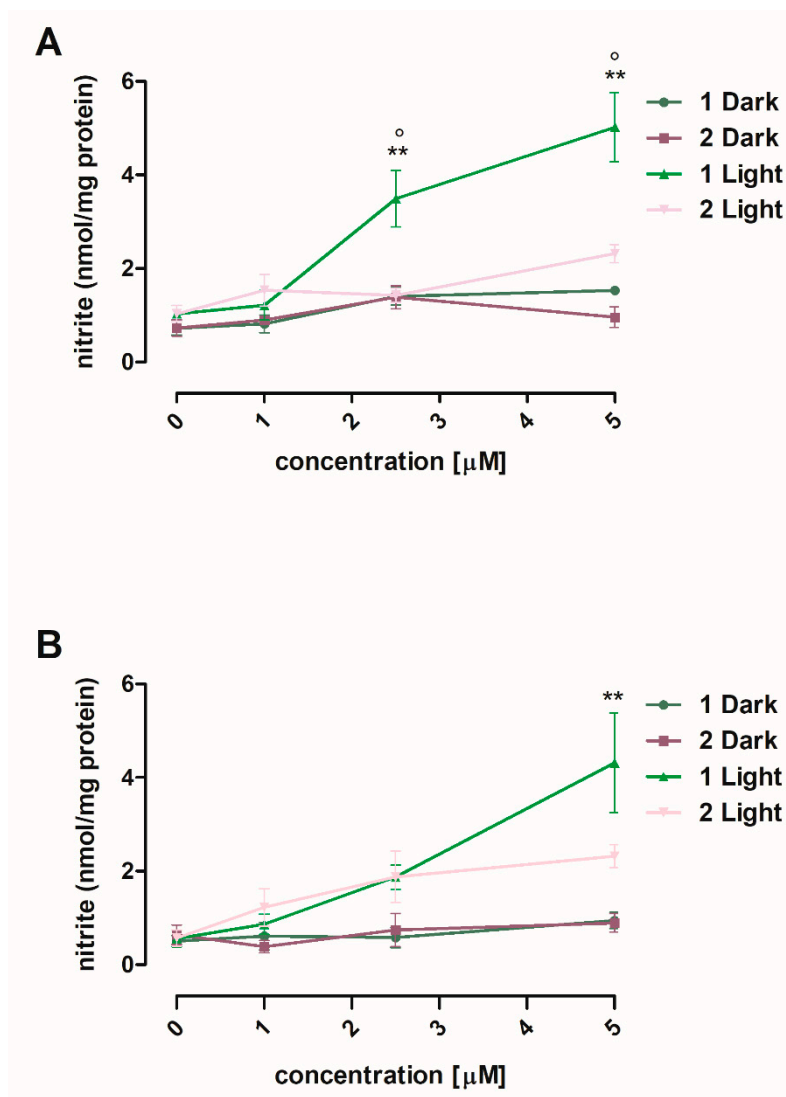 A
6
4
2
0
nitrite (nmol/mg protein)
°
**
°
**
1 Dark
2 Dark
1 Light
2 Light
0 1 2 3 4 5
concentration [μM]
B
6
4
2
0
nitrite (nmol/mg protein)
**
1 Dark
2 Dark
1 Light
2 Light
0 1 2 3 4 5
concentration [μM]